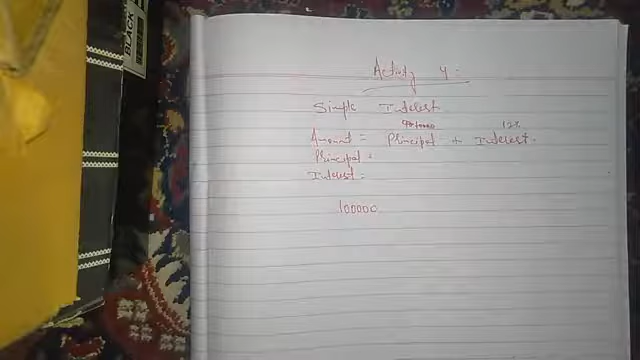 BLACK
Activity 4:
Simple Interest
12%
Amount = Principal + Interest.
Principal =
Interest =
100000